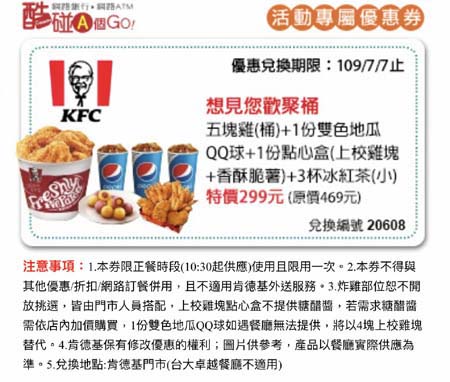 酷碰A個GO!
網路銀行•網路ATM
活動專屬優惠券
優惠兌換期限：109/7/7止
KFC
想見您歡聚桶
五塊雞(桶)+1份雙色地瓜
QQ球+1份點心盒(上校雞塊
+香酥脆薯)+3杯冰紅茶(小)
特價299元 (原價469元)
兌換編號 20608
pepsi
Freshly
注意事項：1.本券限正餐時段(10:30起供應)使用且限用一次。2.本券不得與
其他優惠/折扣/網路訂餐併用，且不適用肯德基外送服務。3.炸雞部位恕不開
放挑選，皆由門市人員搭配，上校雞塊點心盒不提供糖醋醬，若需求糖醋醬
需依店內加價購買，1份雙色地瓜QQ球如遇餐廳無法提供，將以4塊上校雞塊
替代。4.肯德基保有修改優惠的權利；圖片供參考，產品以餐廳實際供應為
準。5.兌換地點:肯德基門市(台大卓越餐廳不適用)